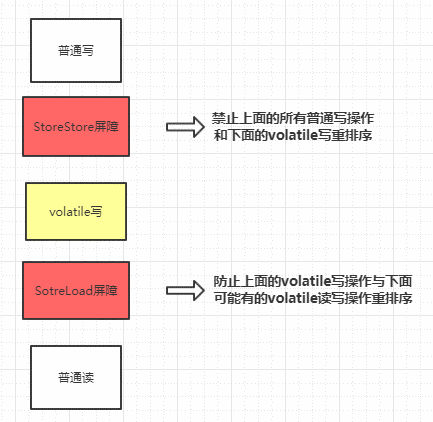 普通写
StoreStore屏障
禁止上面的所有普通写操作
和下面的volatile写重排序
volatile写
SotreLoad屏障
防止上面的volatile写操作与下面
可能有的volatile读写操作重排序
普通读